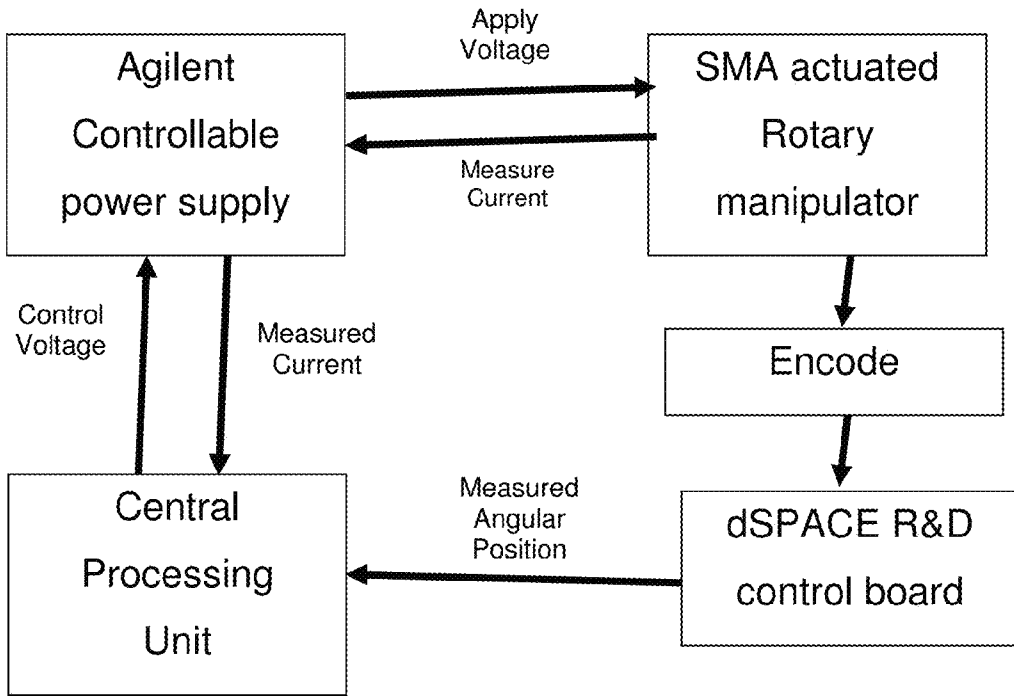 Apply
Voltage
Agilent
Controllable
power supply
SMA actuated
Rotary
manipulator
Measure
Current
Control
Voltage
Measured
Current
Encode
Central
Processing
Unit
Measured
Angular
Position
dSPACE R&D
control board